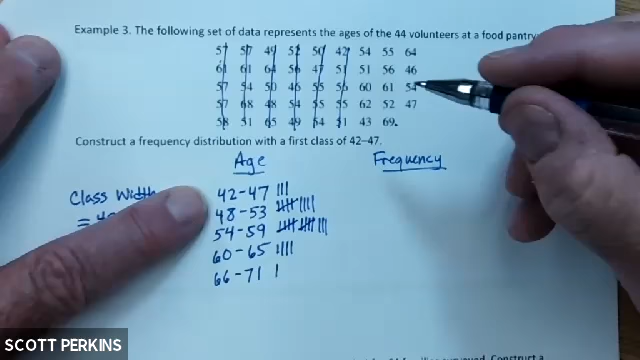 Example 3. The following set of data represents the ages of the 44 volunteers at a food pantry
57 57 49 52 50 42 54 55 64
61 61 64 56 47 51 51 56 46
57 54 50 46 55 56 60 61 54
57 68 48 54 55 55 62 52 47
58 51 65 49 54 51 43 69.
Construct a frequency distribution with a first class of 42–47.
Age Frequency
Class Width
42-47
48-53
54-59
60-65
66-71
SCOTT PERKINS